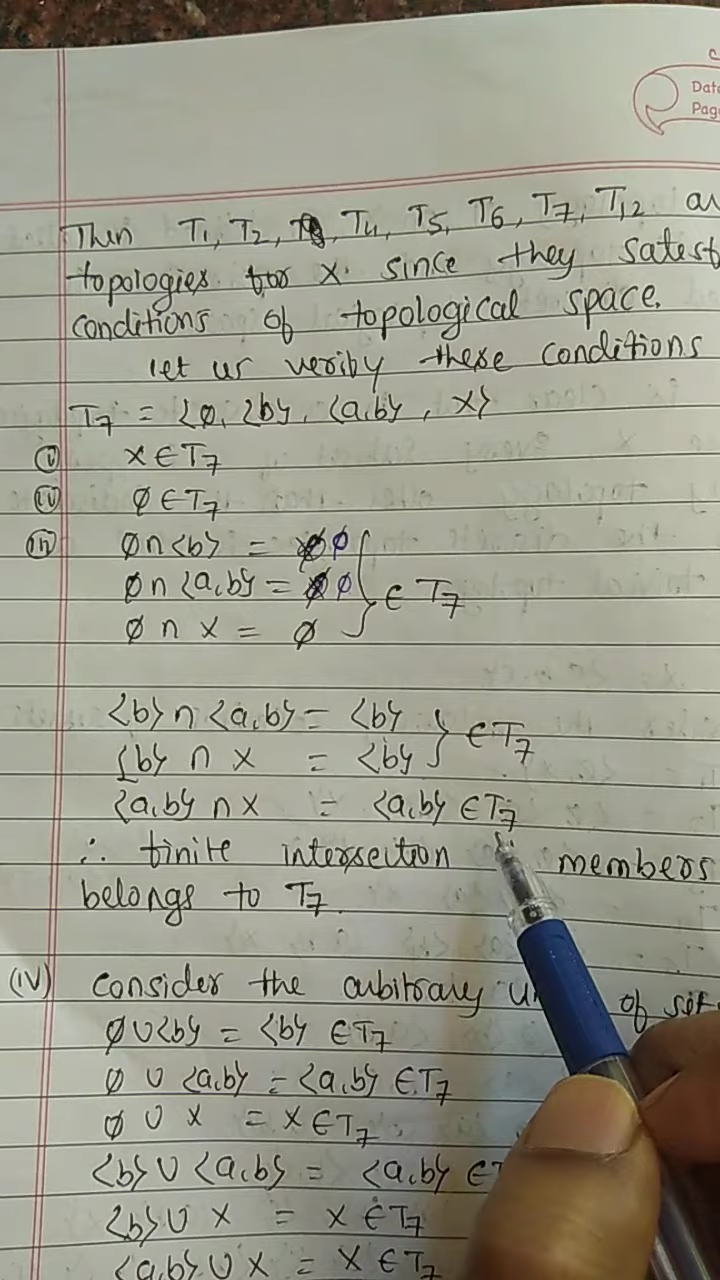 C
Date
Page
Then T₁, T₂, T₄, T₅, T₆, T₇, T₁₂ ar
topologies for X. since they satesf
conditions of topological space.
let us verify these conditions
T₇ = {∅, {b}, {a,b}, X}
(i) X ∈ T₇
(ii) ∅ ∈ T₇
(iii) ∅ ∩ {b} = ∅
∅ ∩ {a,b} = ∅ } ∈ T₇
∅ ∩ X = ∅
{b} ∩ {a,b} = {b} } ∈ T₇
{b} ∩ X = {b}
{a,b} ∩ X = {a,b} ∈ T₇
∴ finite intersection members
belongs to T₇.
(iv) Consider the arbitrary u of set
∅ ∪ {b} = {b} ∈ T₇
∅ ∪ {a,b} = {a,b} ∈ T₇
∅ ∪ X = X ∈ T₇
{b} ∪ {a,b} = {a,b} ∈ T
{b} ∪ X = X ∈ T₇
{a,b} ∪ X = X ∈ T₇